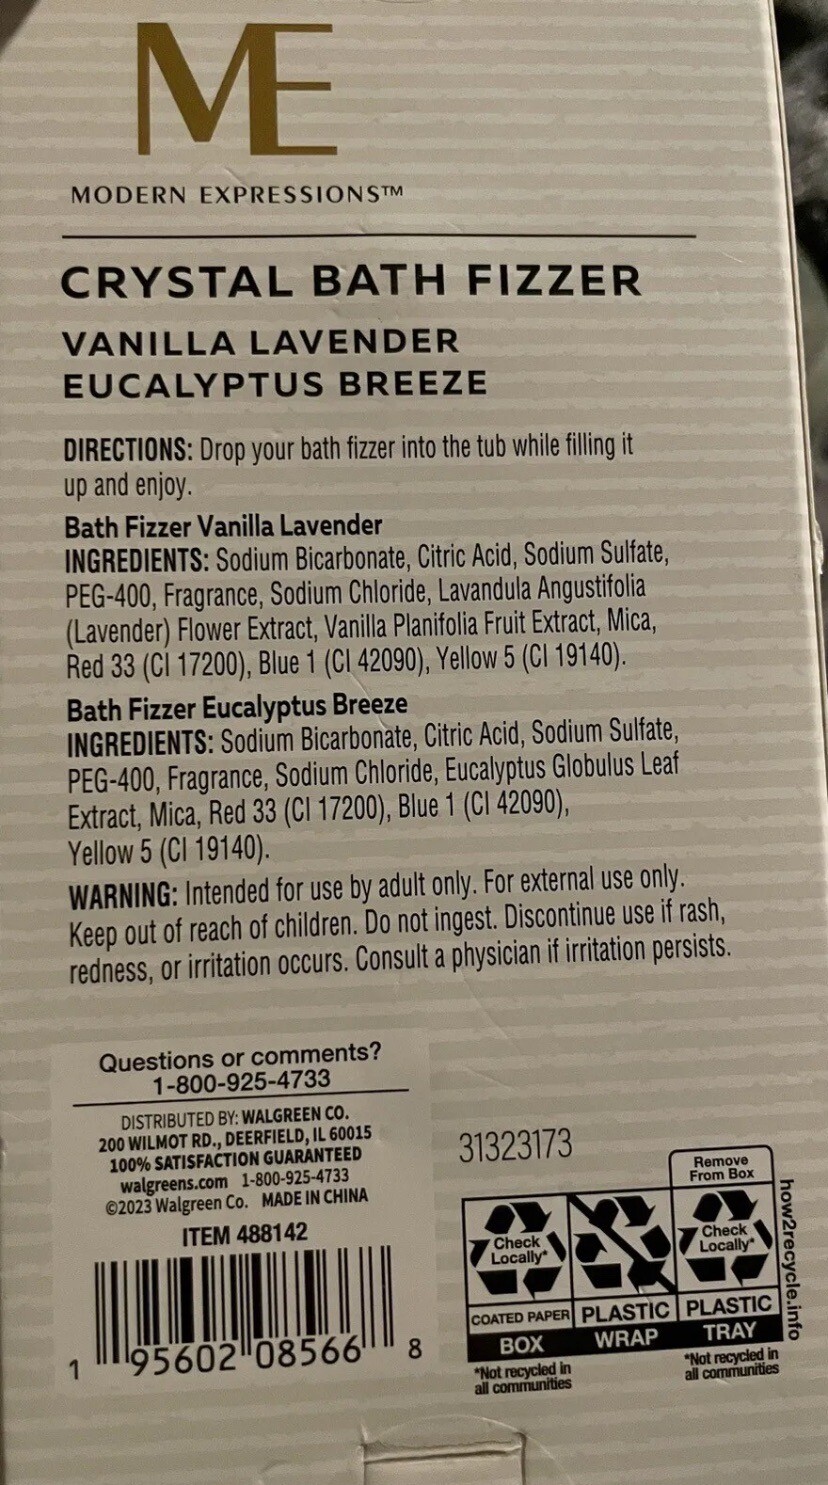 ME
MODERN EXPRESSIONS™
CRYSTAL BATH FIZZER
VANILLA LAVENDER
EUCALYPTUS BREEZE
DIRECTIONS: Drop your bath fizzer into the tub while filling it
up and enjoy.
Bath Fizzer Vanilla Lavender
INGREDIENTS: Sodium Bicarbonate, Citric Acid, Sodium Sulfate,
PEG-400, Fragrance, Sodium Chloride, Lavandula Angustifolia
(Lavender) Flower Extract, Vanilla Planifolia Fruit Extract, Mica,
Red 33 (CI 17200), Blue 1 (CI 42090), Yellow 5 (CI 19140).
Bath Fizzer Eucalyptus Breeze
INGREDIENTS: Sodium Bicarbonate, Citric Acid, Sodium Sulfate,
PEG-400, Fragrance, Sodium Chloride, Eucalyptus Globulus Leaf
Extract, Mica, Red 33 (CI 17200), Blue 1 (CI 42090),
Yellow 5 (CI 19140).
WARNING: Intended for use by adult only. For external use only.
Keep out of reach of children. Do not ingest. Discontinue use if rash,
redness, or irritation occurs. Consult a physician if irritation persists.
Questions or comments?
1-800-925-4733
DISTRIBUTED BY: WALGREEN CO.
200 WILMOT RD., DEERFIELD, IL 60015
100% SATISFACTION GUARANTEED
walgreens.com 1-800-925-4733
©2023 Walgreen Co. MADE IN CHINA
ITEM 488142
1 95602 08566 8
31323173
Remove
From Box
Check
Locally*
Check
Locally*
COATED PAPER PLASTIC PLASTIC
BOX WRAP TRAY
*Not recycled in
all communities
*Not recycled in
all communities
how2recycle.info